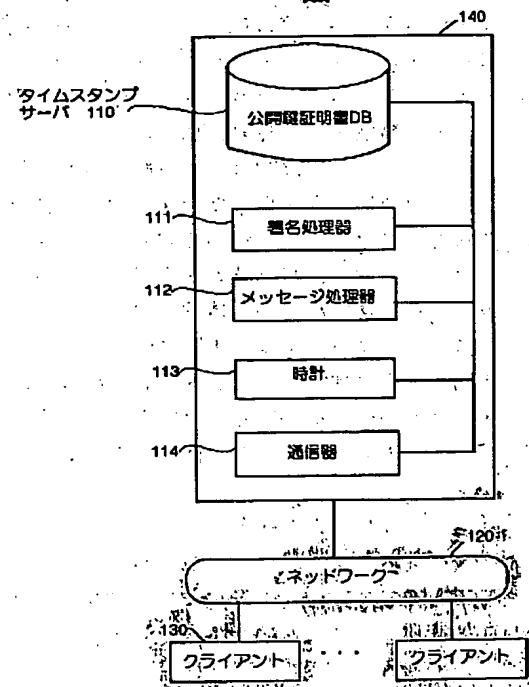 140
タイムスタンプ
サーバ 110
公開鍵証明書DB
111
署名処理器
112
メッセージ処理器
113
時計
114
通信器
120
ネットワーク
130
クライアント
クライアント